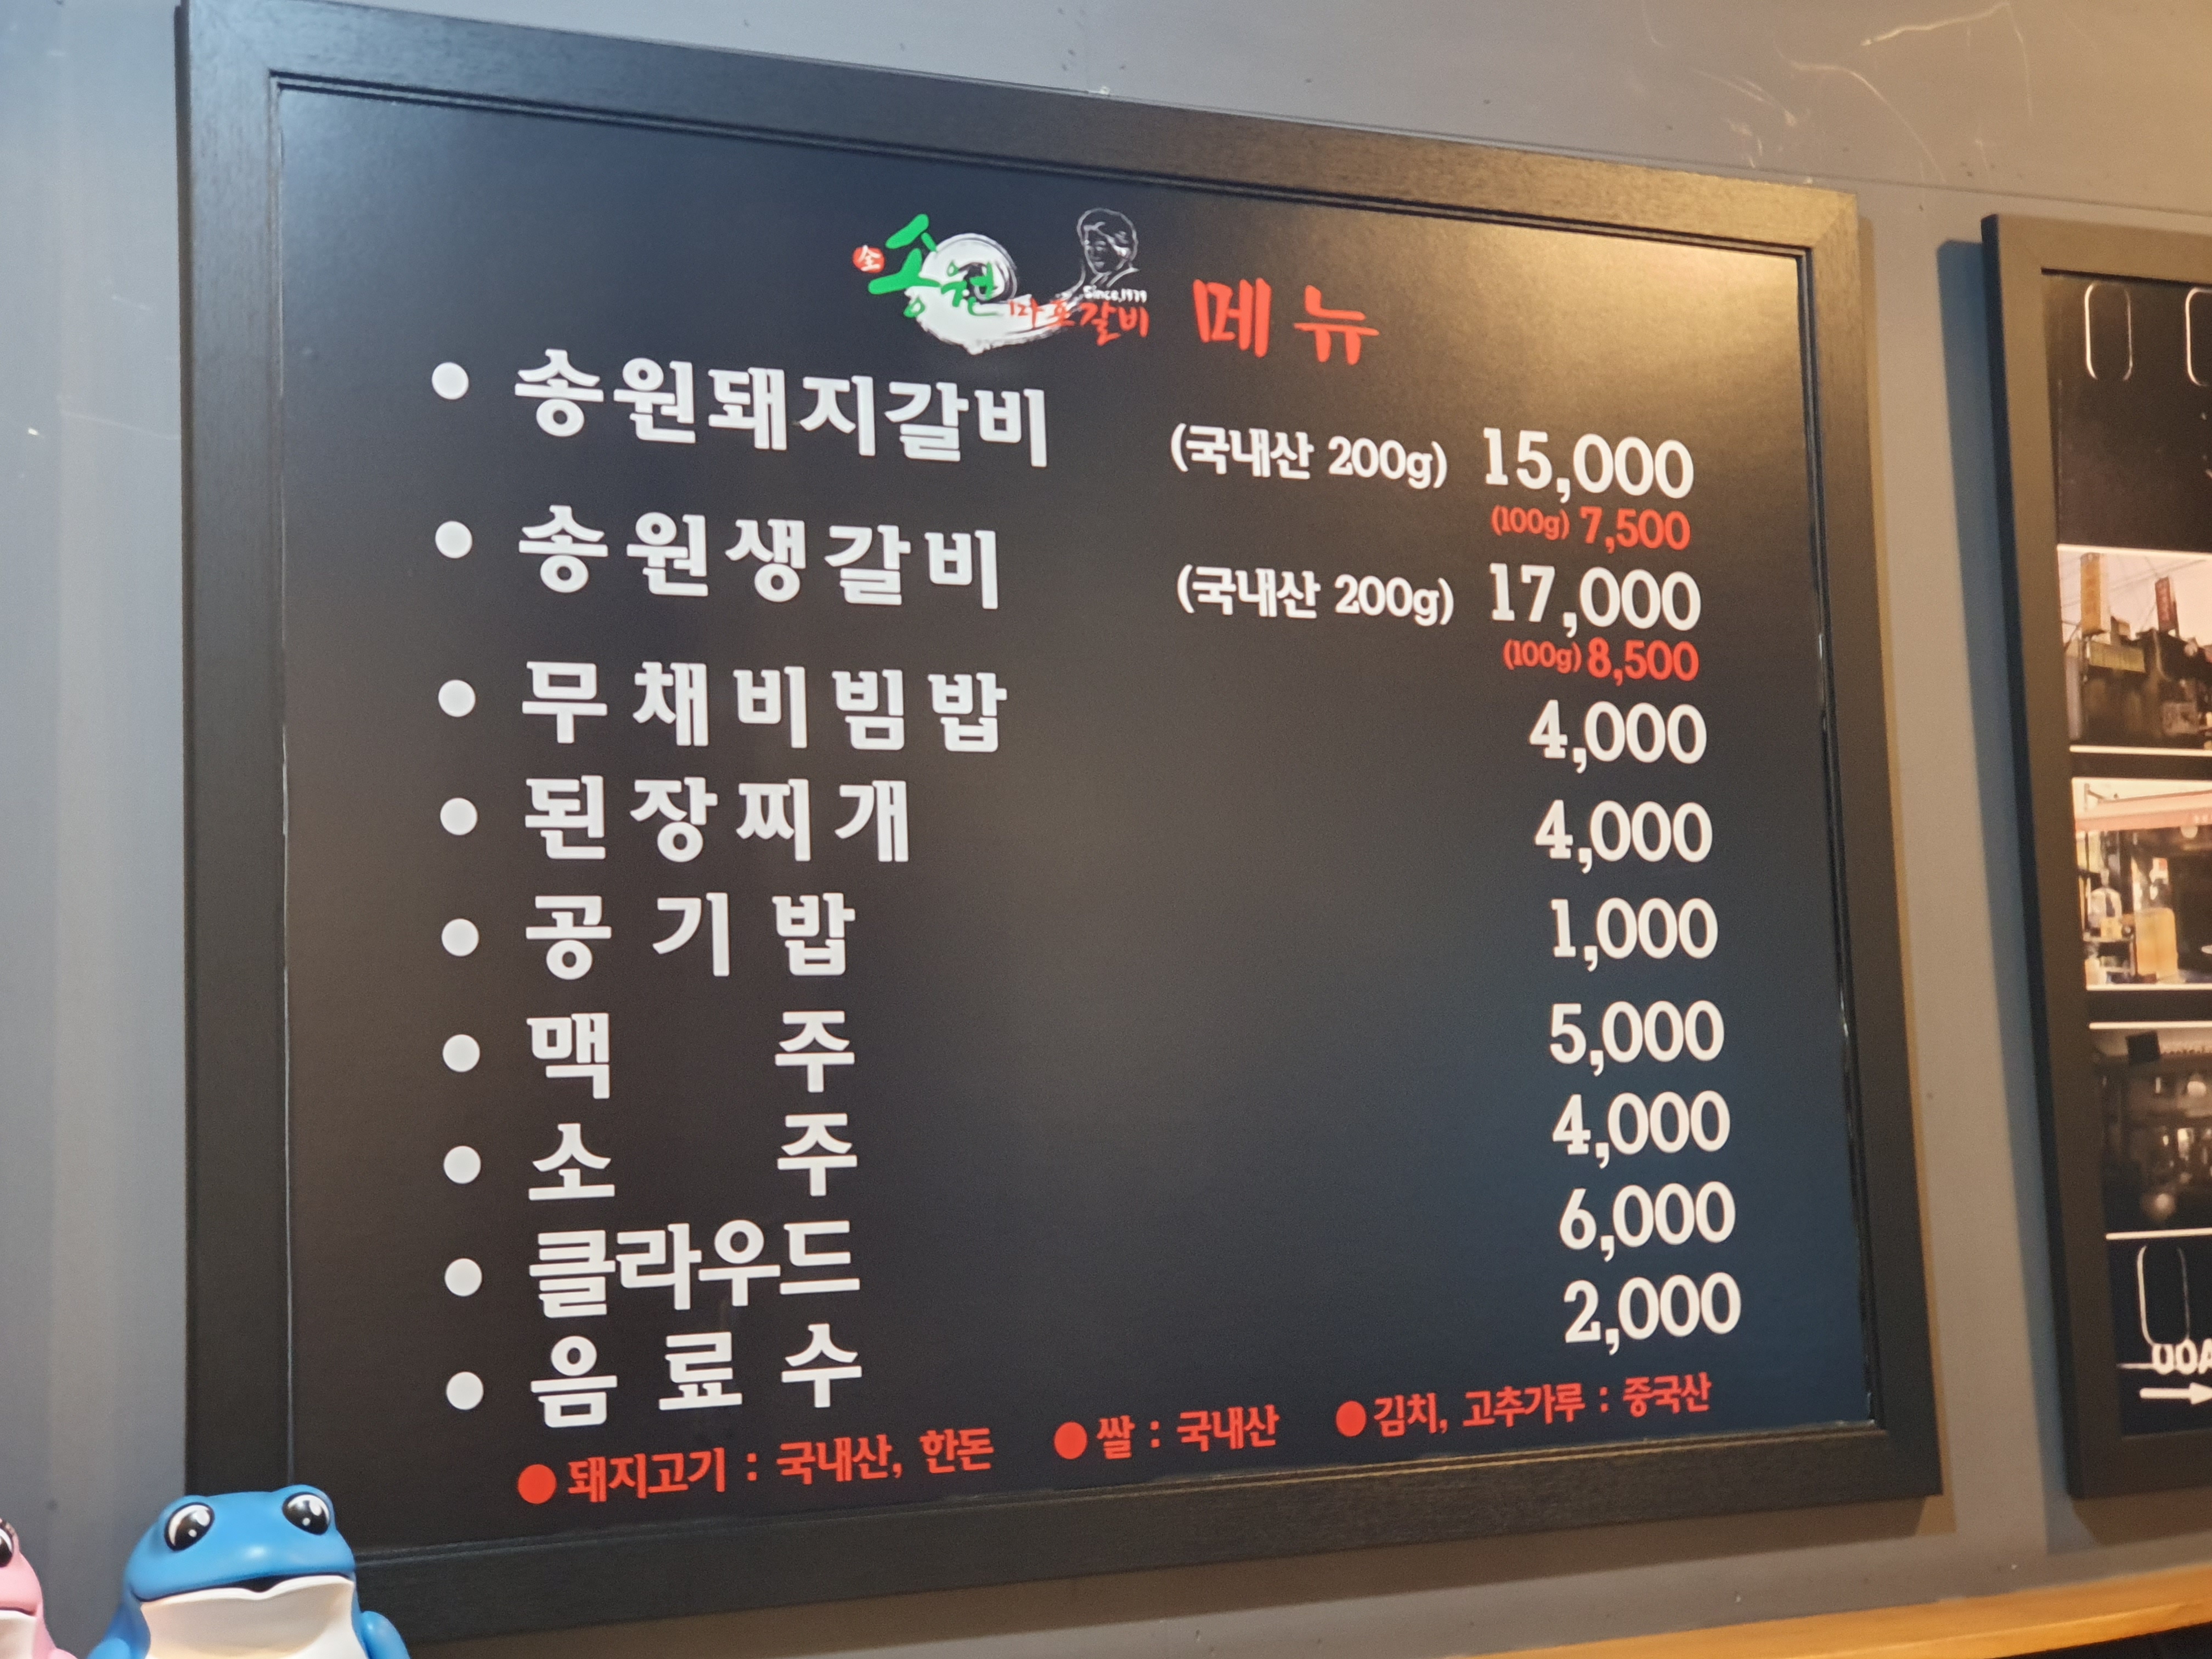 송원 Since.1979
마포갈비 메뉴
• 송원돼지갈비 (국내산 200g) 15,000
(100g) 7,500
• 송원생갈비 (국내산 200g) 17,000
(100g) 8,500
• 무채비빔밥 4,000
• 된장찌개 4,000
• 공기밥 1,000
• 맥주 5,000
• 소주 4,000
• 클라우드 6,000
• 음료수 2,000
● 돼지고기 : 국내산, 한돈 ● 쌀 : 국내산 ● 김치, 고추가루 : 중국산